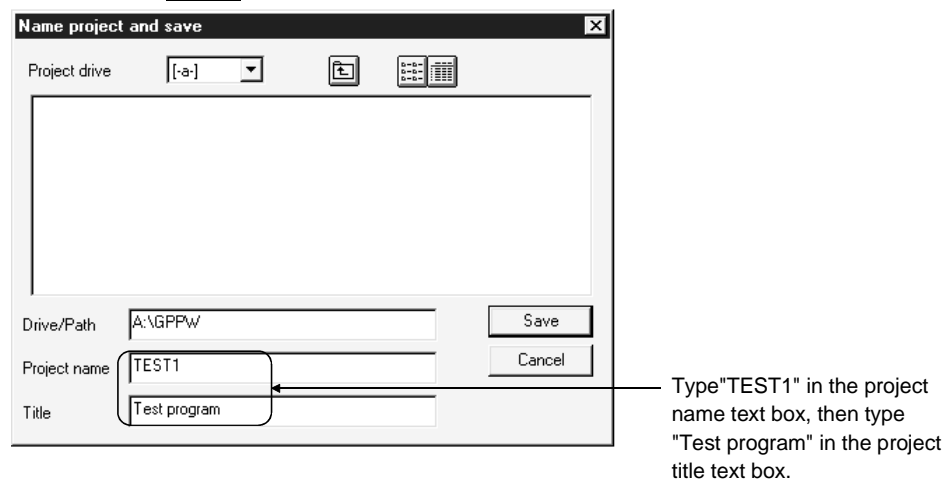 Name project and save
Project drive [-a-]
Drive/Path A:\GPPW
Save
Project name TEST1
Cancel
Title Test program
Type"TEST1" in the project
name text box, then type
"Test program" in the project
title text box.